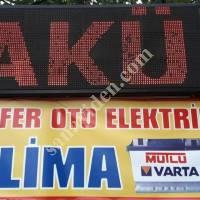 AKÜ
FER OTO ELEKTRİ
LİMA
MUTLU
VARTA